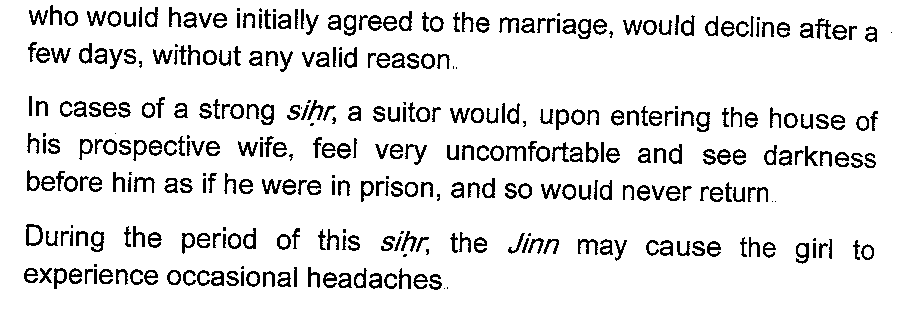 who would have initially agreed to the marriage, would decline after a
few days, without any valid reason.
In cases of a strong siḥr, a suitor would, upon entering the house of
his prospective wife, feel very uncomfortable and see darkness
before him as if he were in prison, and so would never return.
During the period of this siḥr, the Jinn may cause the girl to
experience occasional headaches.